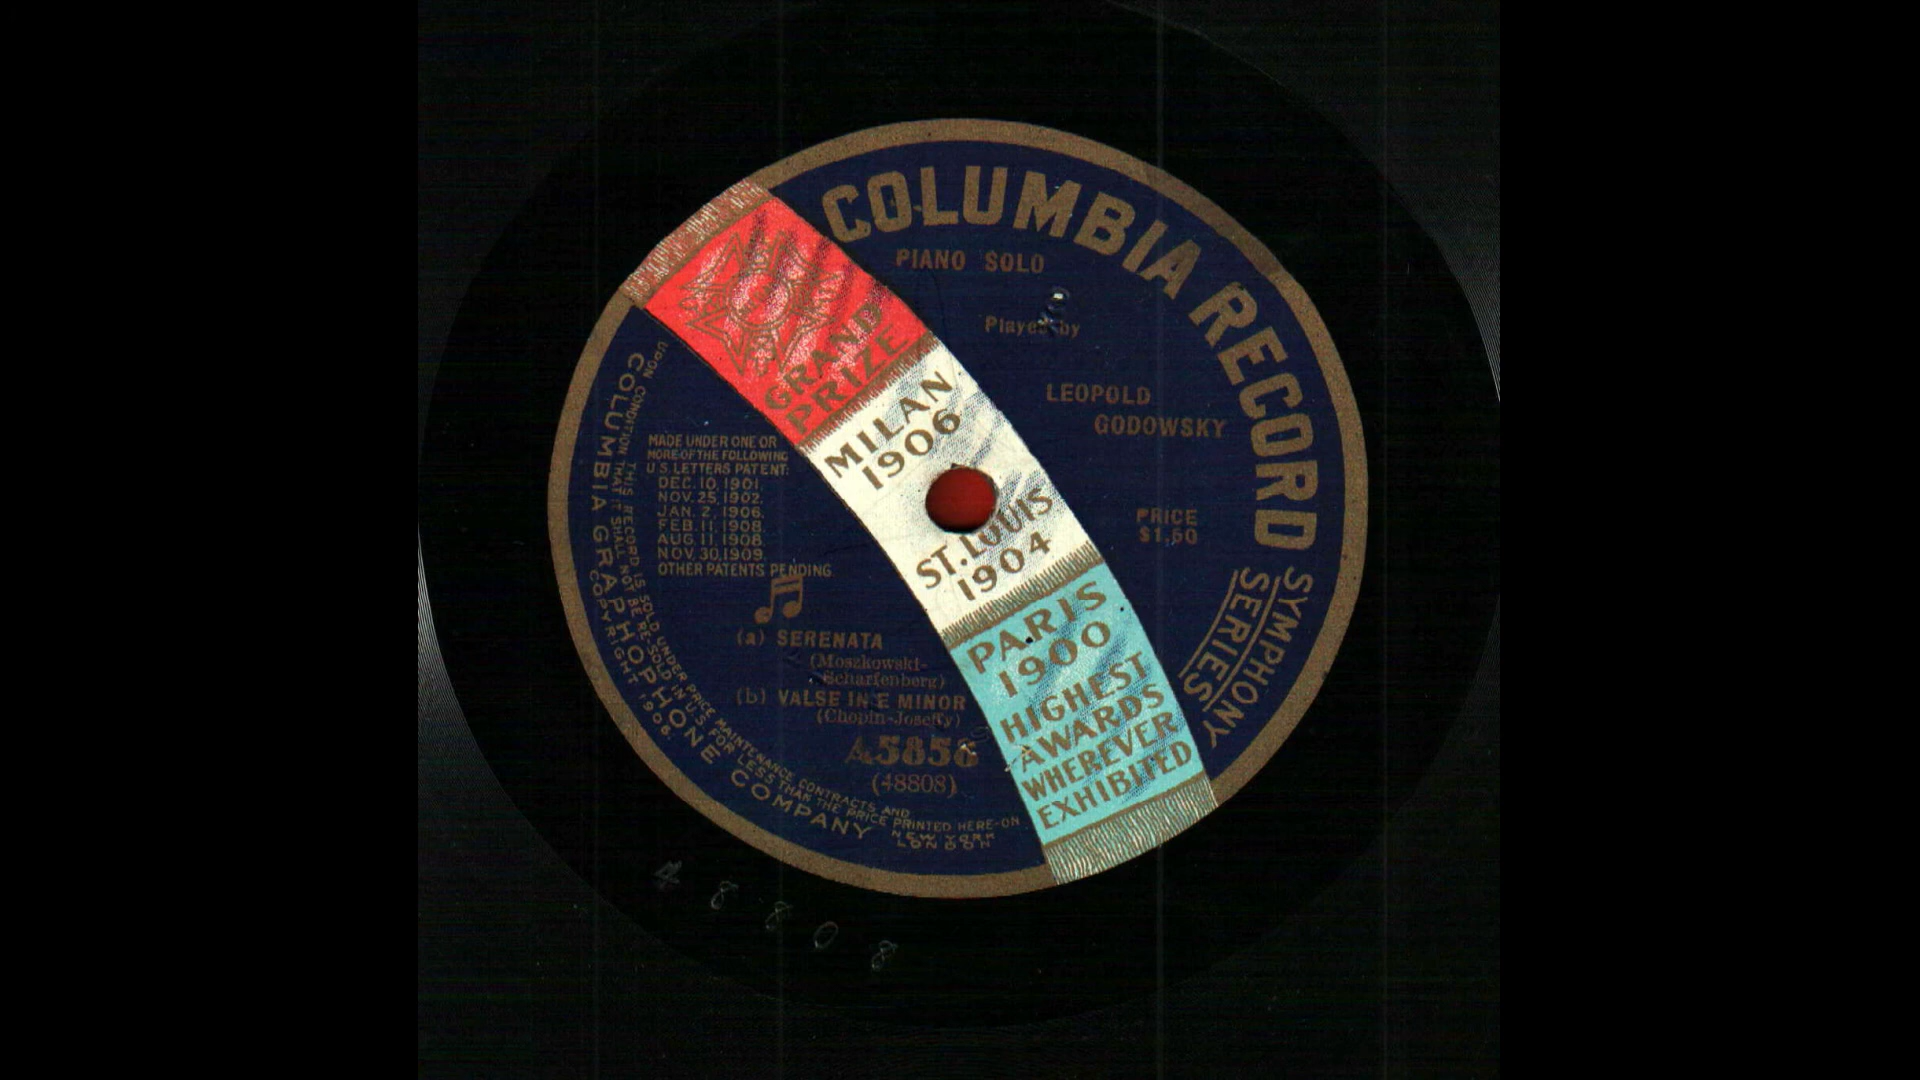 COLUMBIA RECORD
SYMPHONY
SERIES
PIANO SOLO
Played by
LEOPOLD
GODOWSKY
PRICE
$1,50
GRAND
PRIZE
MILAN
1906
ST. LOUIS
1904
PARIS
1900
HIGHEST
AWARDS
WHEREVER
EXHIBITED
MADE UNDER ONE OR
MORE OF THE FOLLOWING
U.S. LETTERS PATENT:
DEC. 10, 1901.
NOV. 25, 1902.
JAN. 2, 1906.
FEB. 11, 1908.
AUG. 11, 1908.
NOV. 30, 1909.
OTHER PATENTS PENDING
(a) SERENATA
(Moszkowski-
Scharfenberg)
(b) VALSE IN E MINOR
(Chopin-Joseffy)
A5858
(48808)
THIS RECORD IS SOLD UNDER PRICE MAINTENANCE CONTRACTS AND
UPON CONDITION THAT IT SHALL NOT BE RE-SOLD IN U.S. FOR LESS THAN THE PRICE PRINTED HERE-ON
COLUMBIA GRAPHOPHONE COMPANY
NEW YORK
LONDON
COPYRIGHT 1908.
48808